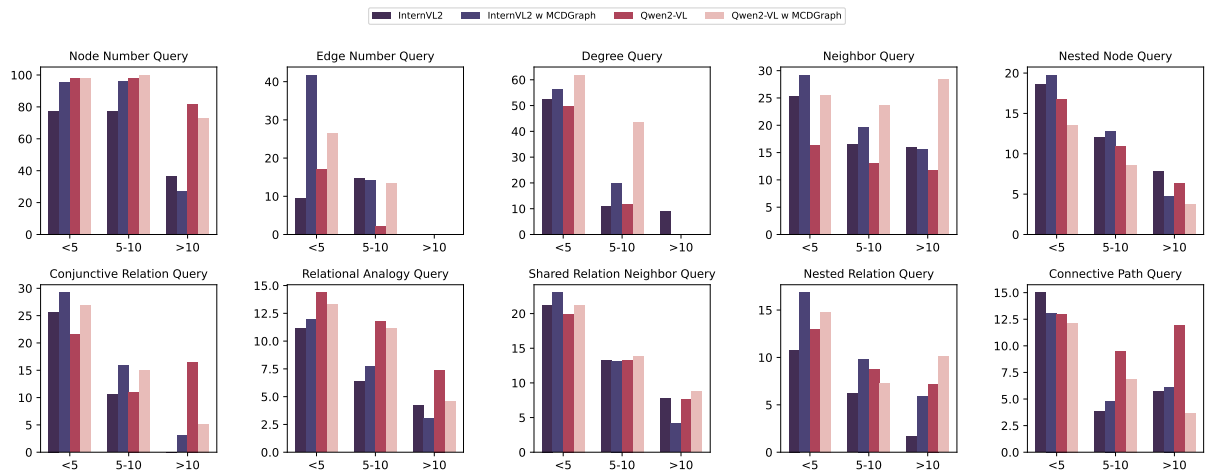 InternVL2 InternVL2 w MCDGraph Qwen2-VL Qwen2-VL w MCDGraph
Node Number Query Edge Number Query Degree Query Neighbor Query Nested Node Query
100 80 60 40 20 0
40 30 20 10 0
60 50 40 30 20 10 0
30 25 20 15 10 5 0
20 15 10 5 0
<5 5-10 >10 <5 5-10 >10 <5 5-10 >10 <5 5-10 >10 <5 5-10 >10
Conjunctive Relation Query Relational Analogy Query Shared Relation Neighbor Query Nested Relation Query Connective Path Query
30 25 20 15 10 5 0
15.0 12.5 10.0 7.5 5.0 2.5 0.0
20 15 10 5 0
15 10 5 0
15.0 12.5 10.0 7.5 5.0 2.5 0.0
<5 5-10 >10 <5 5-10 >10 <5 5-10 >10 <5 5-10 >10 <5 5-10 >10